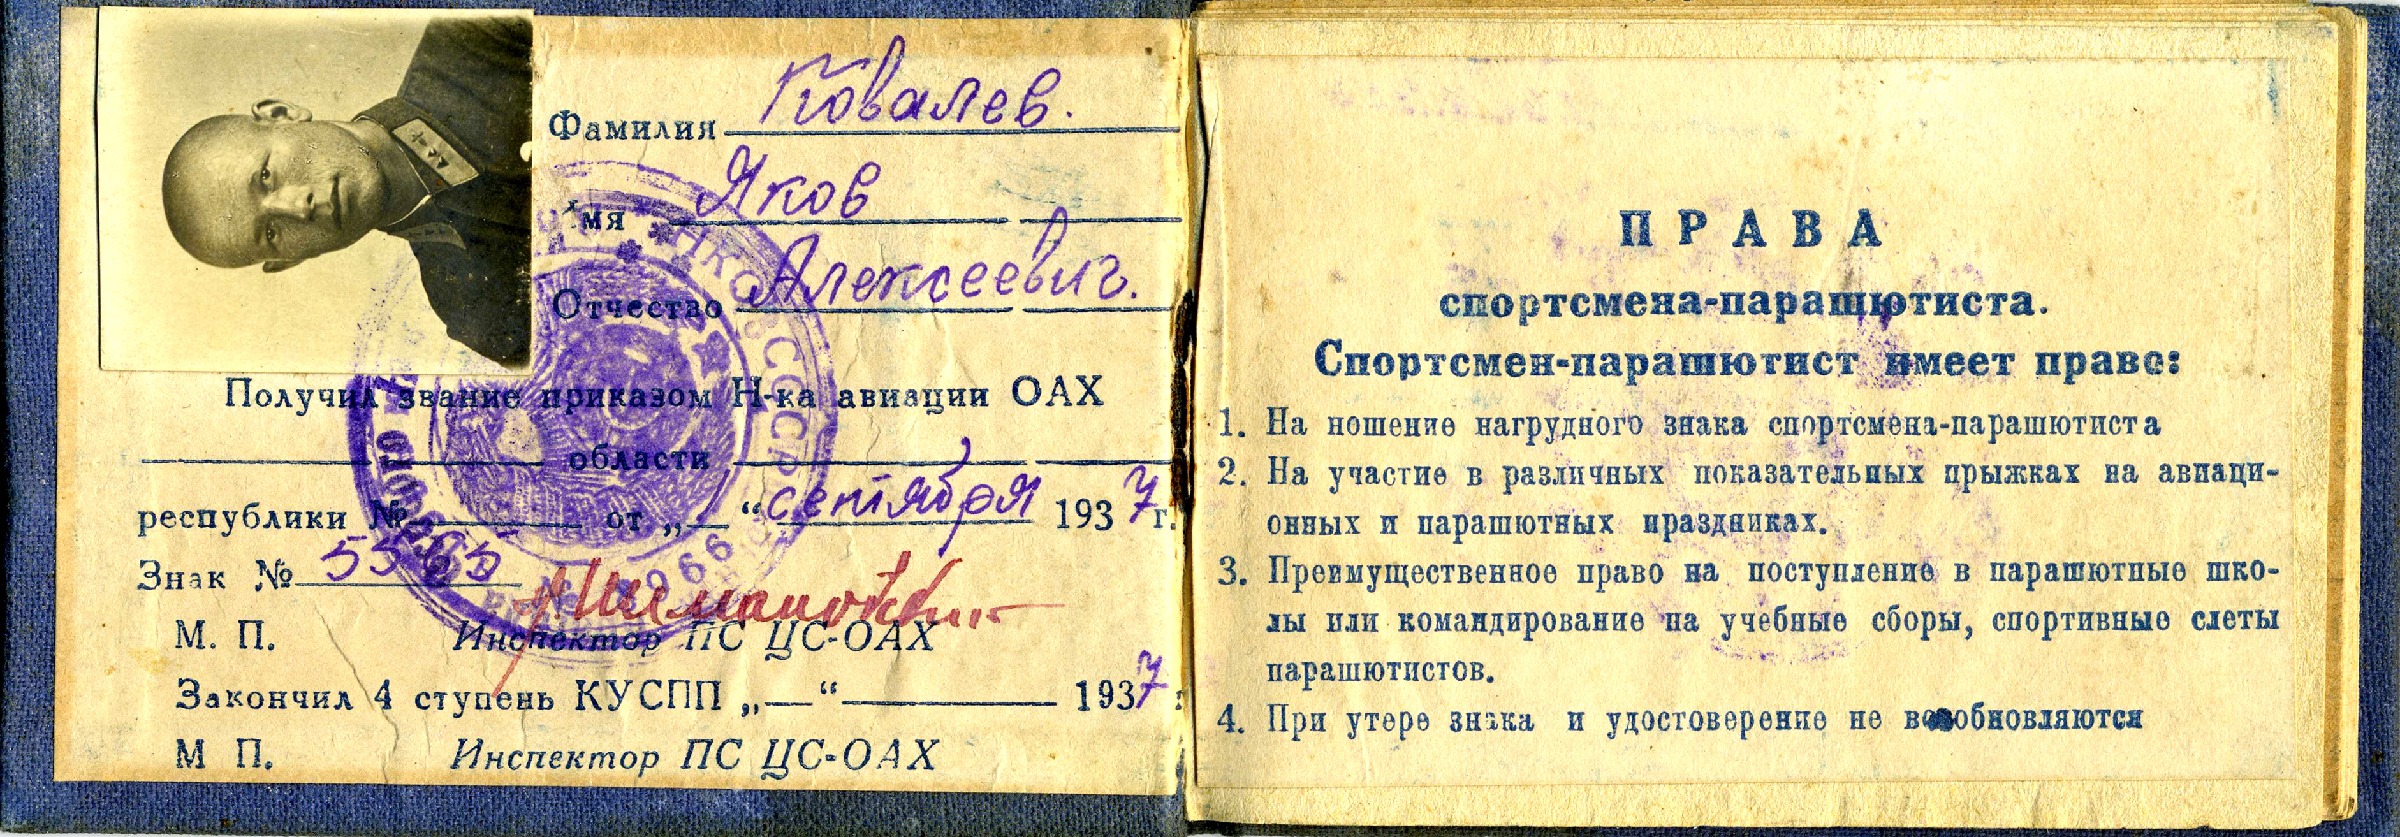 Фамилия Ковалев.
Имя Яков
Отчество Алексеевич.
Получил звание приказом Н-ка авиации ОАХ
области
республики № от „ “ сентября 1937г.
Знак № 5565
М. П. Инспектор ПС ЦС-ОАХ
Закончил 4 ступень КУСПП „—“ 1937
М П. Инспектор ПС ЦС-ОАХ
ПРАВА
спортсмена-парашютиста.
Спортсмен-парашютист имеет право:
1. На ношение нагрудного знака спортсмена-парашютиста
2. На участие в различных показательных прыжках на авиаци-
онных и парашютных праздниках.
3. Преимущественное право на поступление в парашютные шко-
лы или командирование на учебные сборы, спортивные слеты
парашютистов.
4. При утере знака и удостоверение не возобновляются